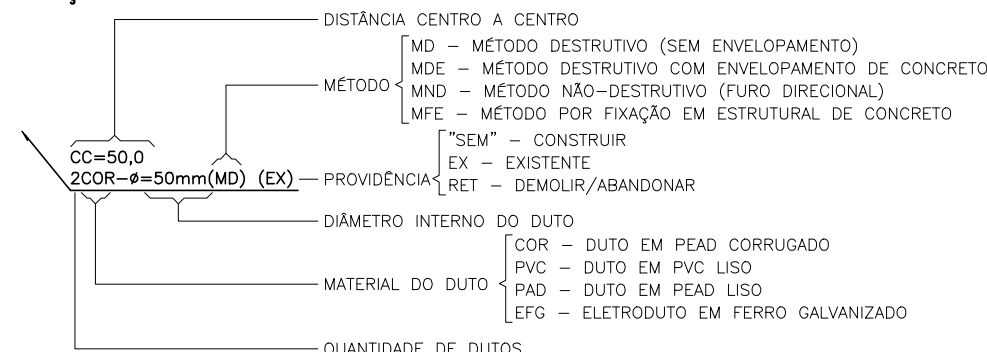 DISTÂNCIA CENTRO A CENTRO
MÉTODO
MD – MÉTODO DESTRUTIVO (SEM ENVELOPAMENTO)
MDE – MÉTODO DESTRUTIVO COM ENVELOPAMENTO DE CONCRETO
MND – MÉTODO NÃO-DESTRUTIVO (FURO DIRECIONAL)
MFE – MÉTODO POR FIXAÇÃO EM ESTRUTURAL DE CONCRETO
CC=50,0
2COR-ø=50mm(MD) (EX)
PROVIDÊNCIA
"SEM" – CONSTRUIR
EX – EXISTENTE
RET – DEMOLIR/ABANDONAR
DIÂMETRO INTERNO DO DUTO
MATERIAL DO DUTO
COR – DUTO EM PEAD CORRUGADO
PVC – DUTO EM PVC LISO
PAD – DUTO EM PEAD LISO
EFG – ELETRODUTO EM FERRO GALVANIZADO
QUANTIDADE DE DUTOS